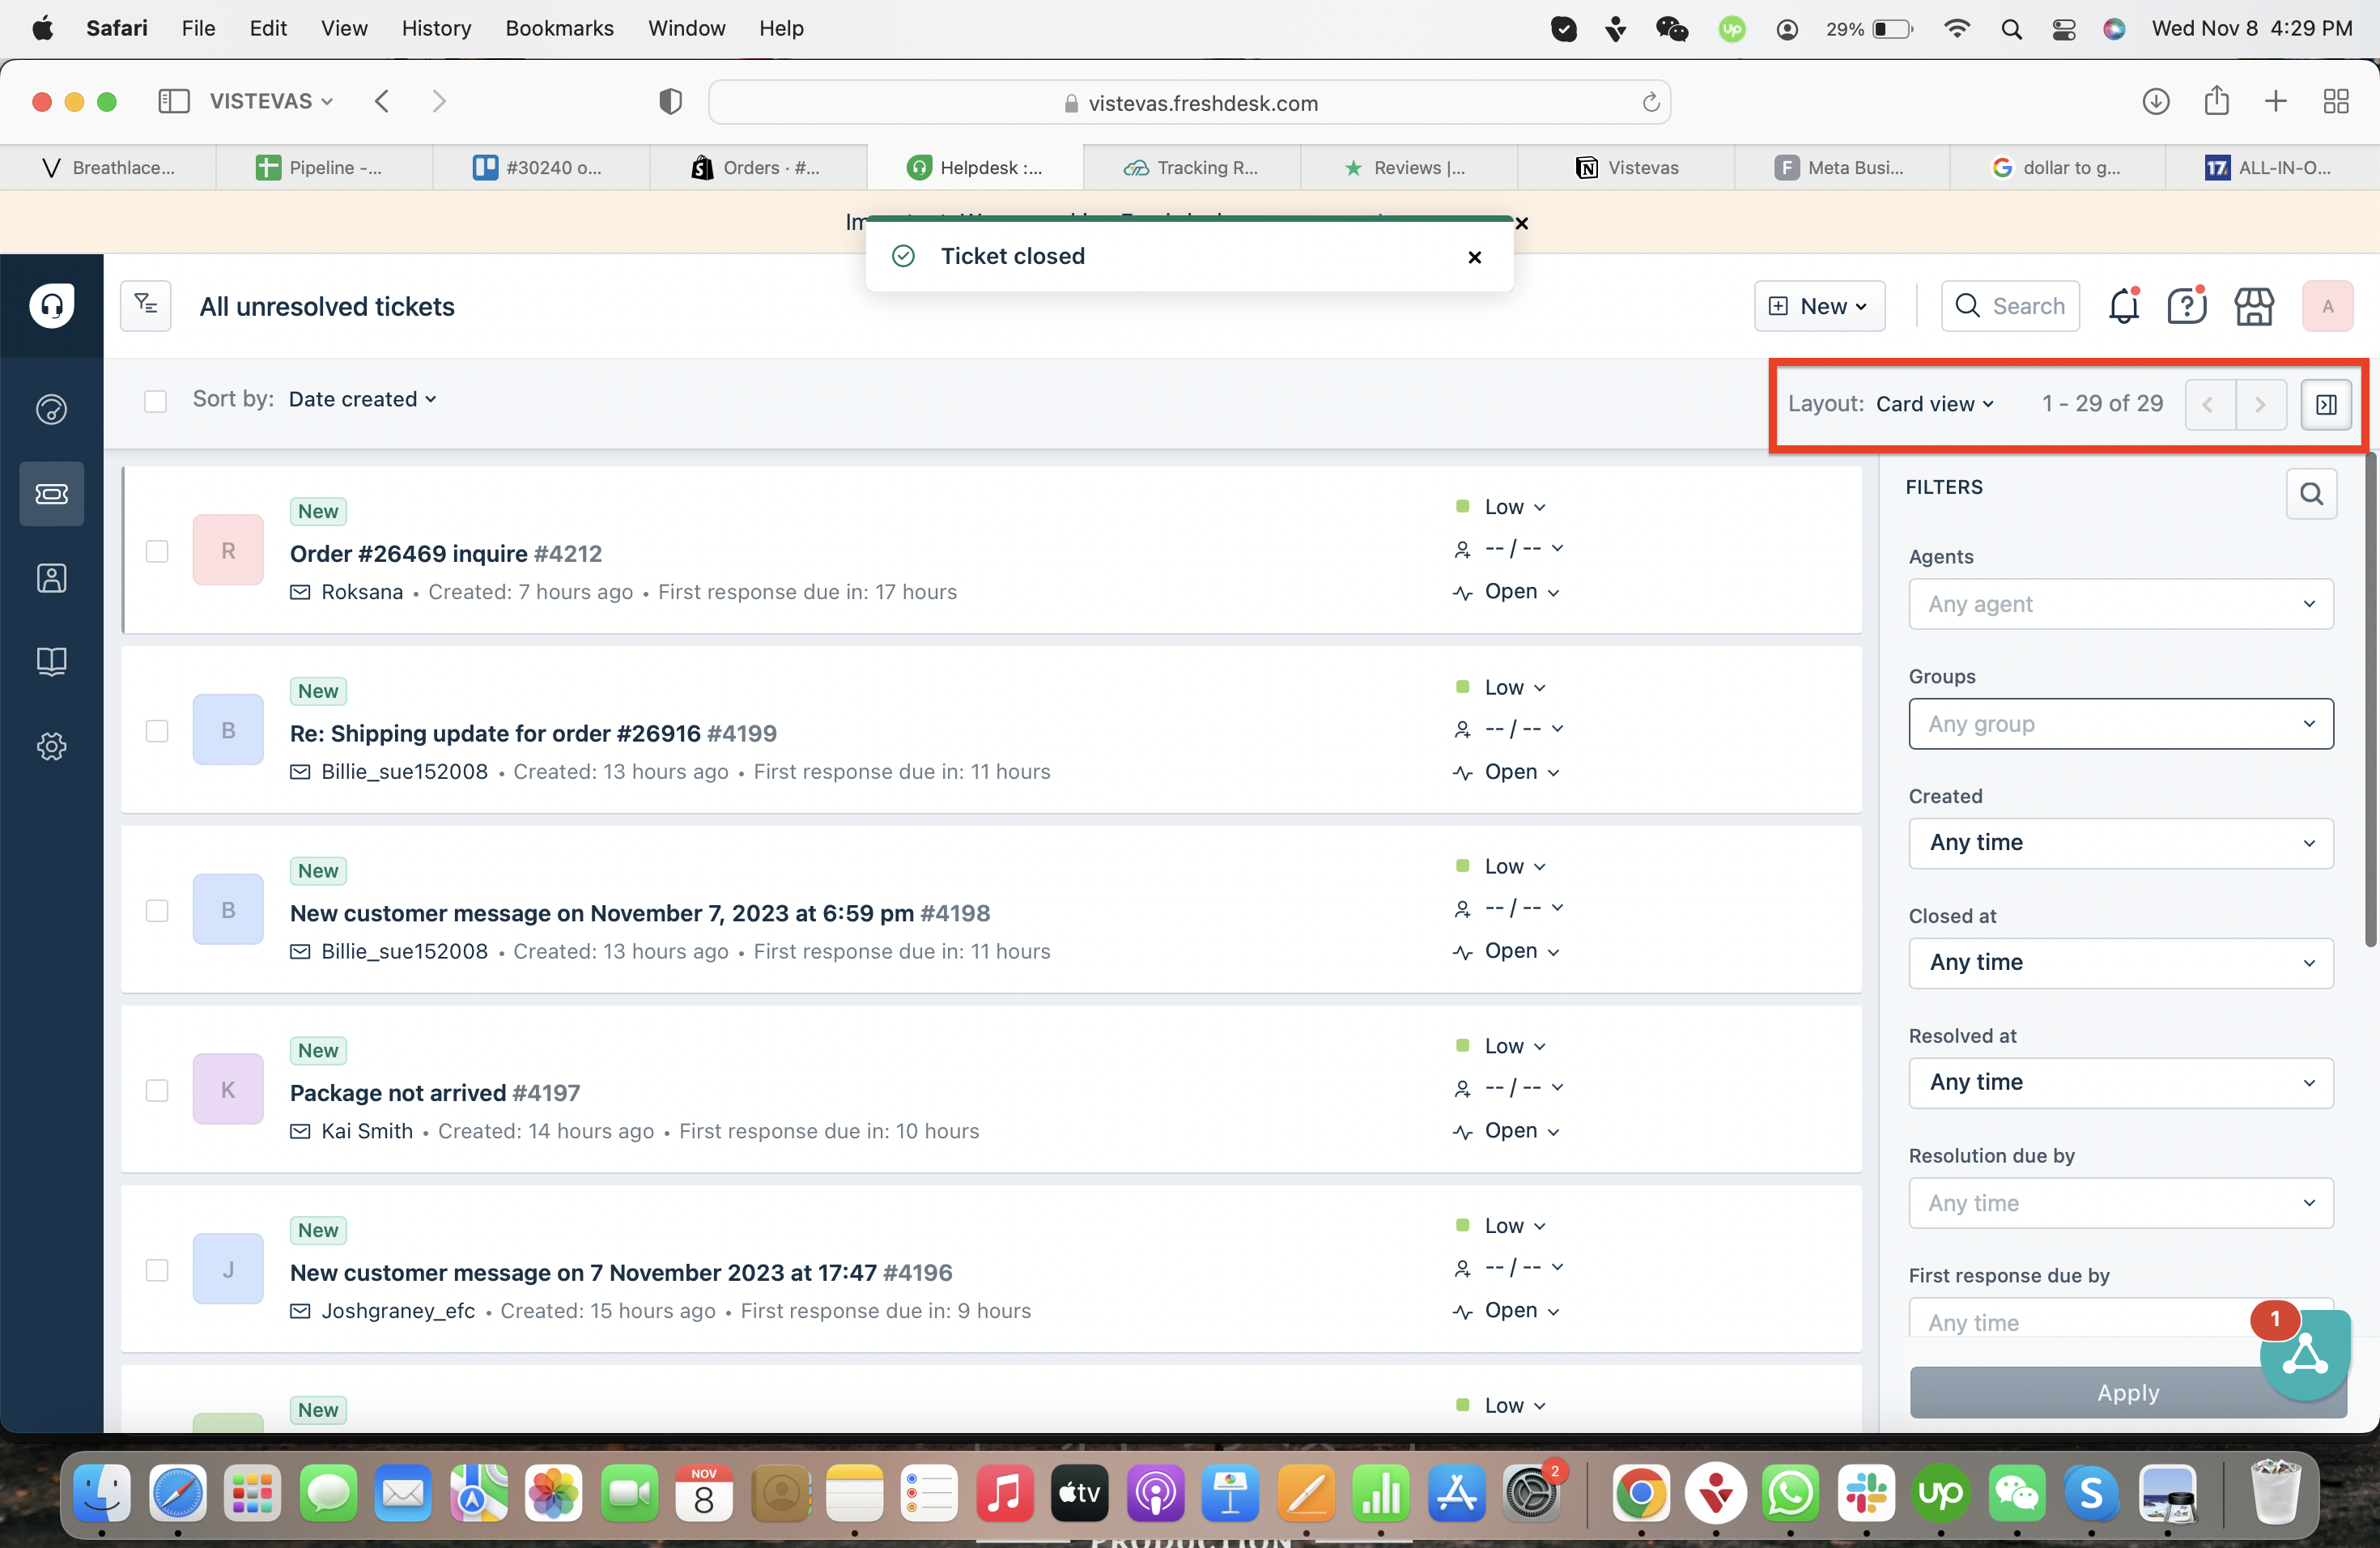 Safari File Edit View History Bookmarks Window Help
up
29%
Wed Nov 8 4:29 PM
VISTEVAS
vistevas.freshdesk.com
Breathlace...
Pipeline -...
#30240 o...
Orders · #...
Helpdesk :...
Tracking R...
Reviews |...
Vistevas
F
Meta Busi...
dollar to g...
17
ALL-IN-O...
Ticket closed
All unresolved tickets
New
Search
A
Sort by: Date created
Layout: Card view
1 - 29 of 29
R
New
Order #26469 inquire #4212
Roksana • Created: 7 hours ago • First response due in: 17 hours
Low
-- / --
Open
B
New
Re: Shipping update for order #26916 #4199
Billie_sue152008 • Created: 13 hours ago • First response due in: 11 hours
Low
-- / --
Open
B
New
New customer message on November 7, 2023 at 6:59 pm #4198
Billie_sue152008 • Created: 13 hours ago • First response due in: 11 hours
Low
-- / --
Open
K
New
Package not arrived #4197
Kai Smith • Created: 14 hours ago • First response due in: 10 hours
Low
-- / --
Open
J
New
New customer message on 7 November 2023 at 17:47 #4196
Joshgraney_efc • Created: 15 hours ago • First response due in: 9 hours
Low
-- / --
Open
New
Low
FILTERS
Agents
Any agent
Groups
Any group
Created
Any time
Closed at
Any time
Resolved at
Any time
Resolution due by
Any time
First response due by
Any time
1
Apply
NOV
8
tv
2
up
S
PRODUCTION